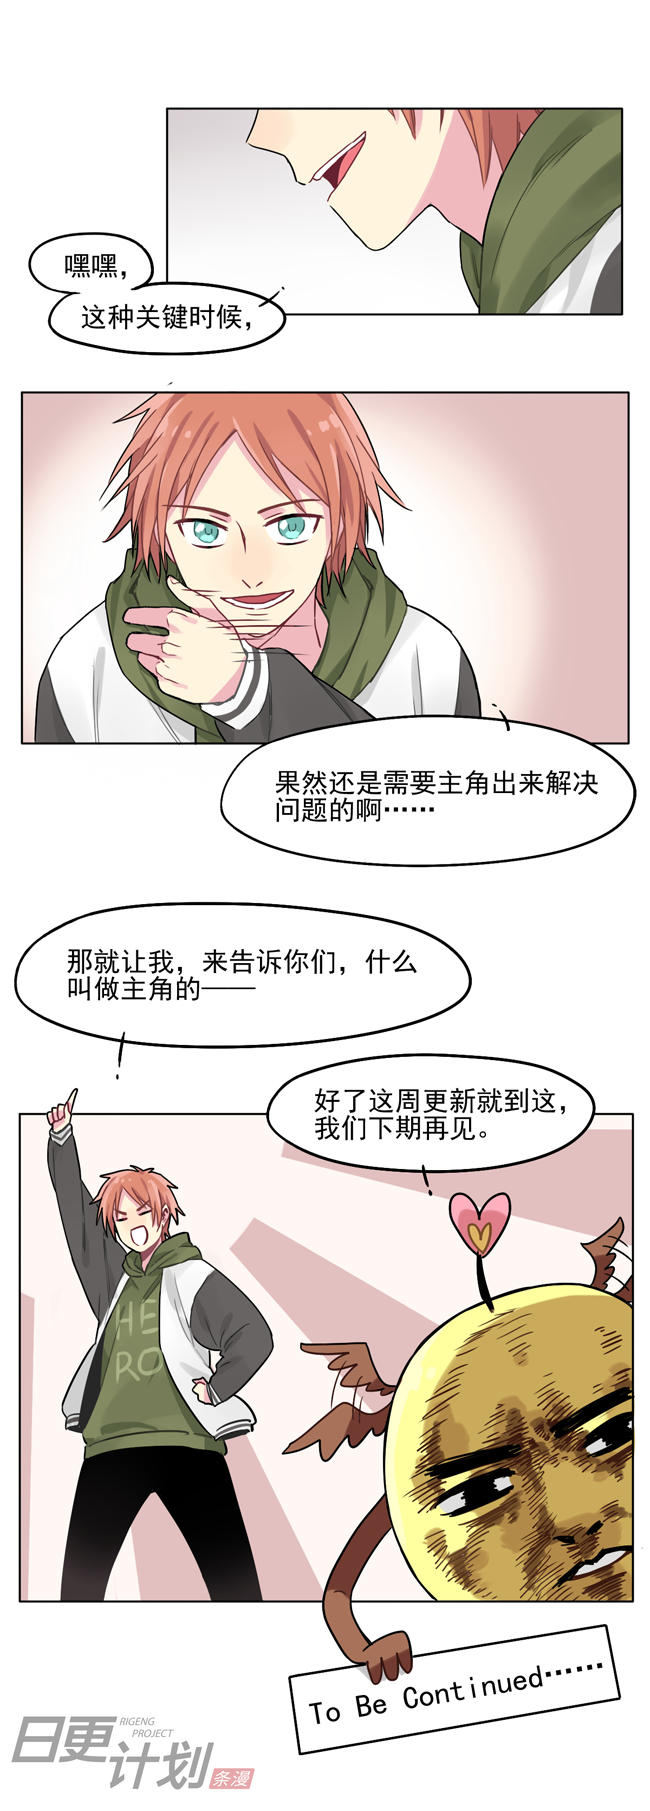 嘿嘿，
这种关键时候，
果然还是需要主角出来解决
问题的啊……
那就让我，来告诉你们，什么
叫做主角的——
好了这周更新就到这，
我们下期再见。
HE
RO
To Be Continued……
日更
RIGENG
PROJECT
计划
条漫